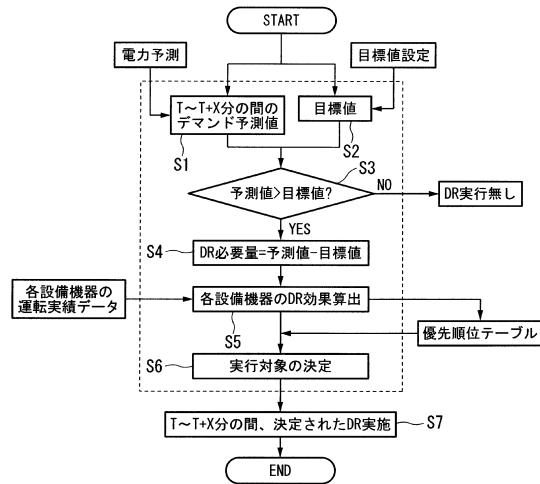 START
電力予測
目標値設定
T～T+X分の間の
デマンド予測値
目標値
S1
S2
S3
予測値>目標値?
NO
DR実行無し
YES
S4
DR必要量=予測値-目標値
各設備機器の
運転実績データ
各設備機器のDR効果算出
S5
優先順位テーブル
S6
実行対象の決定
T～T+X分の間、決定されたDR実施
S7
END